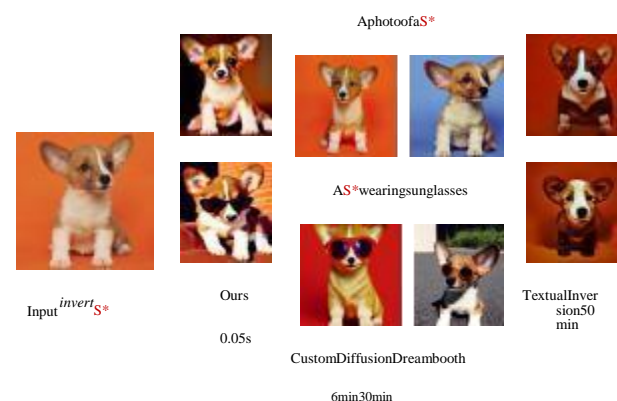 AphotoofaS*
AS*wearingsunglasses
Input invert S*
Ours
0.05s
TextualInver
sion50
min
CustomDiffusionDreambooth
6min30min